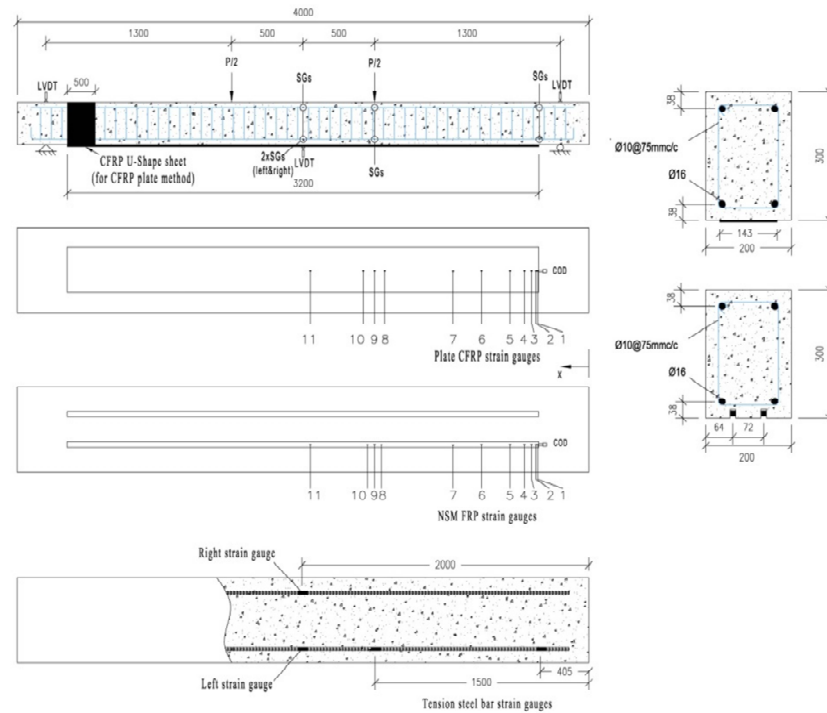 4000
1300
500
500
1300
P/2
P/2
LVDT
500
SGs
SGs
LVDT
CFRP U-Shape sheet
(for CFRP plate method)
2xSGs
(left&right)
LVDT
SGs
3200
COD
11
10
9
8
7
6
5
4
3
2
1
Plate CFRP strain gauges
X
COD
11
10
9
8
7
6
5
4
3
2
1
NSM FRP strain gauges
Right strain gauge
2000
Left strain gauge
405
1500
Tension steel bar strain gauges
38
Ø10@75mmc/c
Ø16
300
38
143
200
38
Ø10@75mmc/c
Ø16
300
38
64
72
200